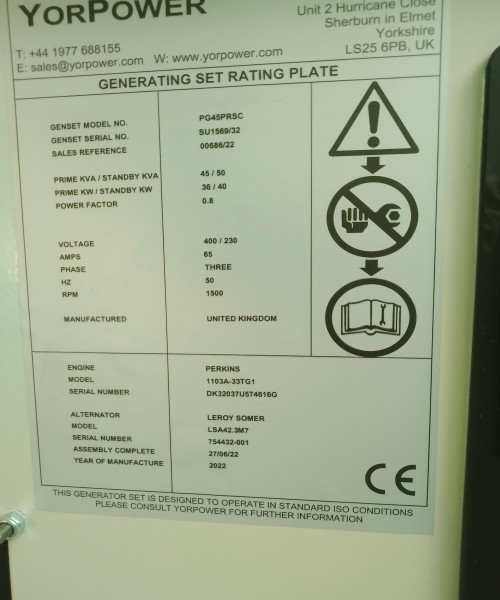 YORPOWER
Unit 2 Hurricane Close
Sherburn in Elmet
Yorkshire
LS25 6PB, UK
T: +44 1977 688155
E: sales@yorpower.com W: www.yorpower.com
GENERATING SET RATING PLATE
GENSET MODEL NO. PG45PRSC
GENSET SERIAL NO. SU1569/32
SALES REFERENCE 00686/22
PRIME KVA / STANDBY KVA 45 / 50
PRIME KW / STANDBY KW 36 / 40
POWER FACTOR 0.8
VOLTAGE 400 / 230
AMPS 65
PHASE THREE
HZ 50
RPM 1500
MANUFACTURED UNITED KINGDOM
ENGINE PERKINS
MODEL 1103A-33TG1
SERIAL NUMBER DK32037U574616G
ALTERNATOR LEROY SOMER
MODEL LSA42.3M7
SERIAL NUMBER 754432-001
ASSEMBLY COMPLETE 27/06/22
YEAR OF MANUFACTURE 2022
CE
THIS GENERATOR SET IS DESIGNED TO OPERATE IN STANDARD ISO CONDITIONS
PLEASE CONSULT YORPOWER FOR FURTHER INFORMATION